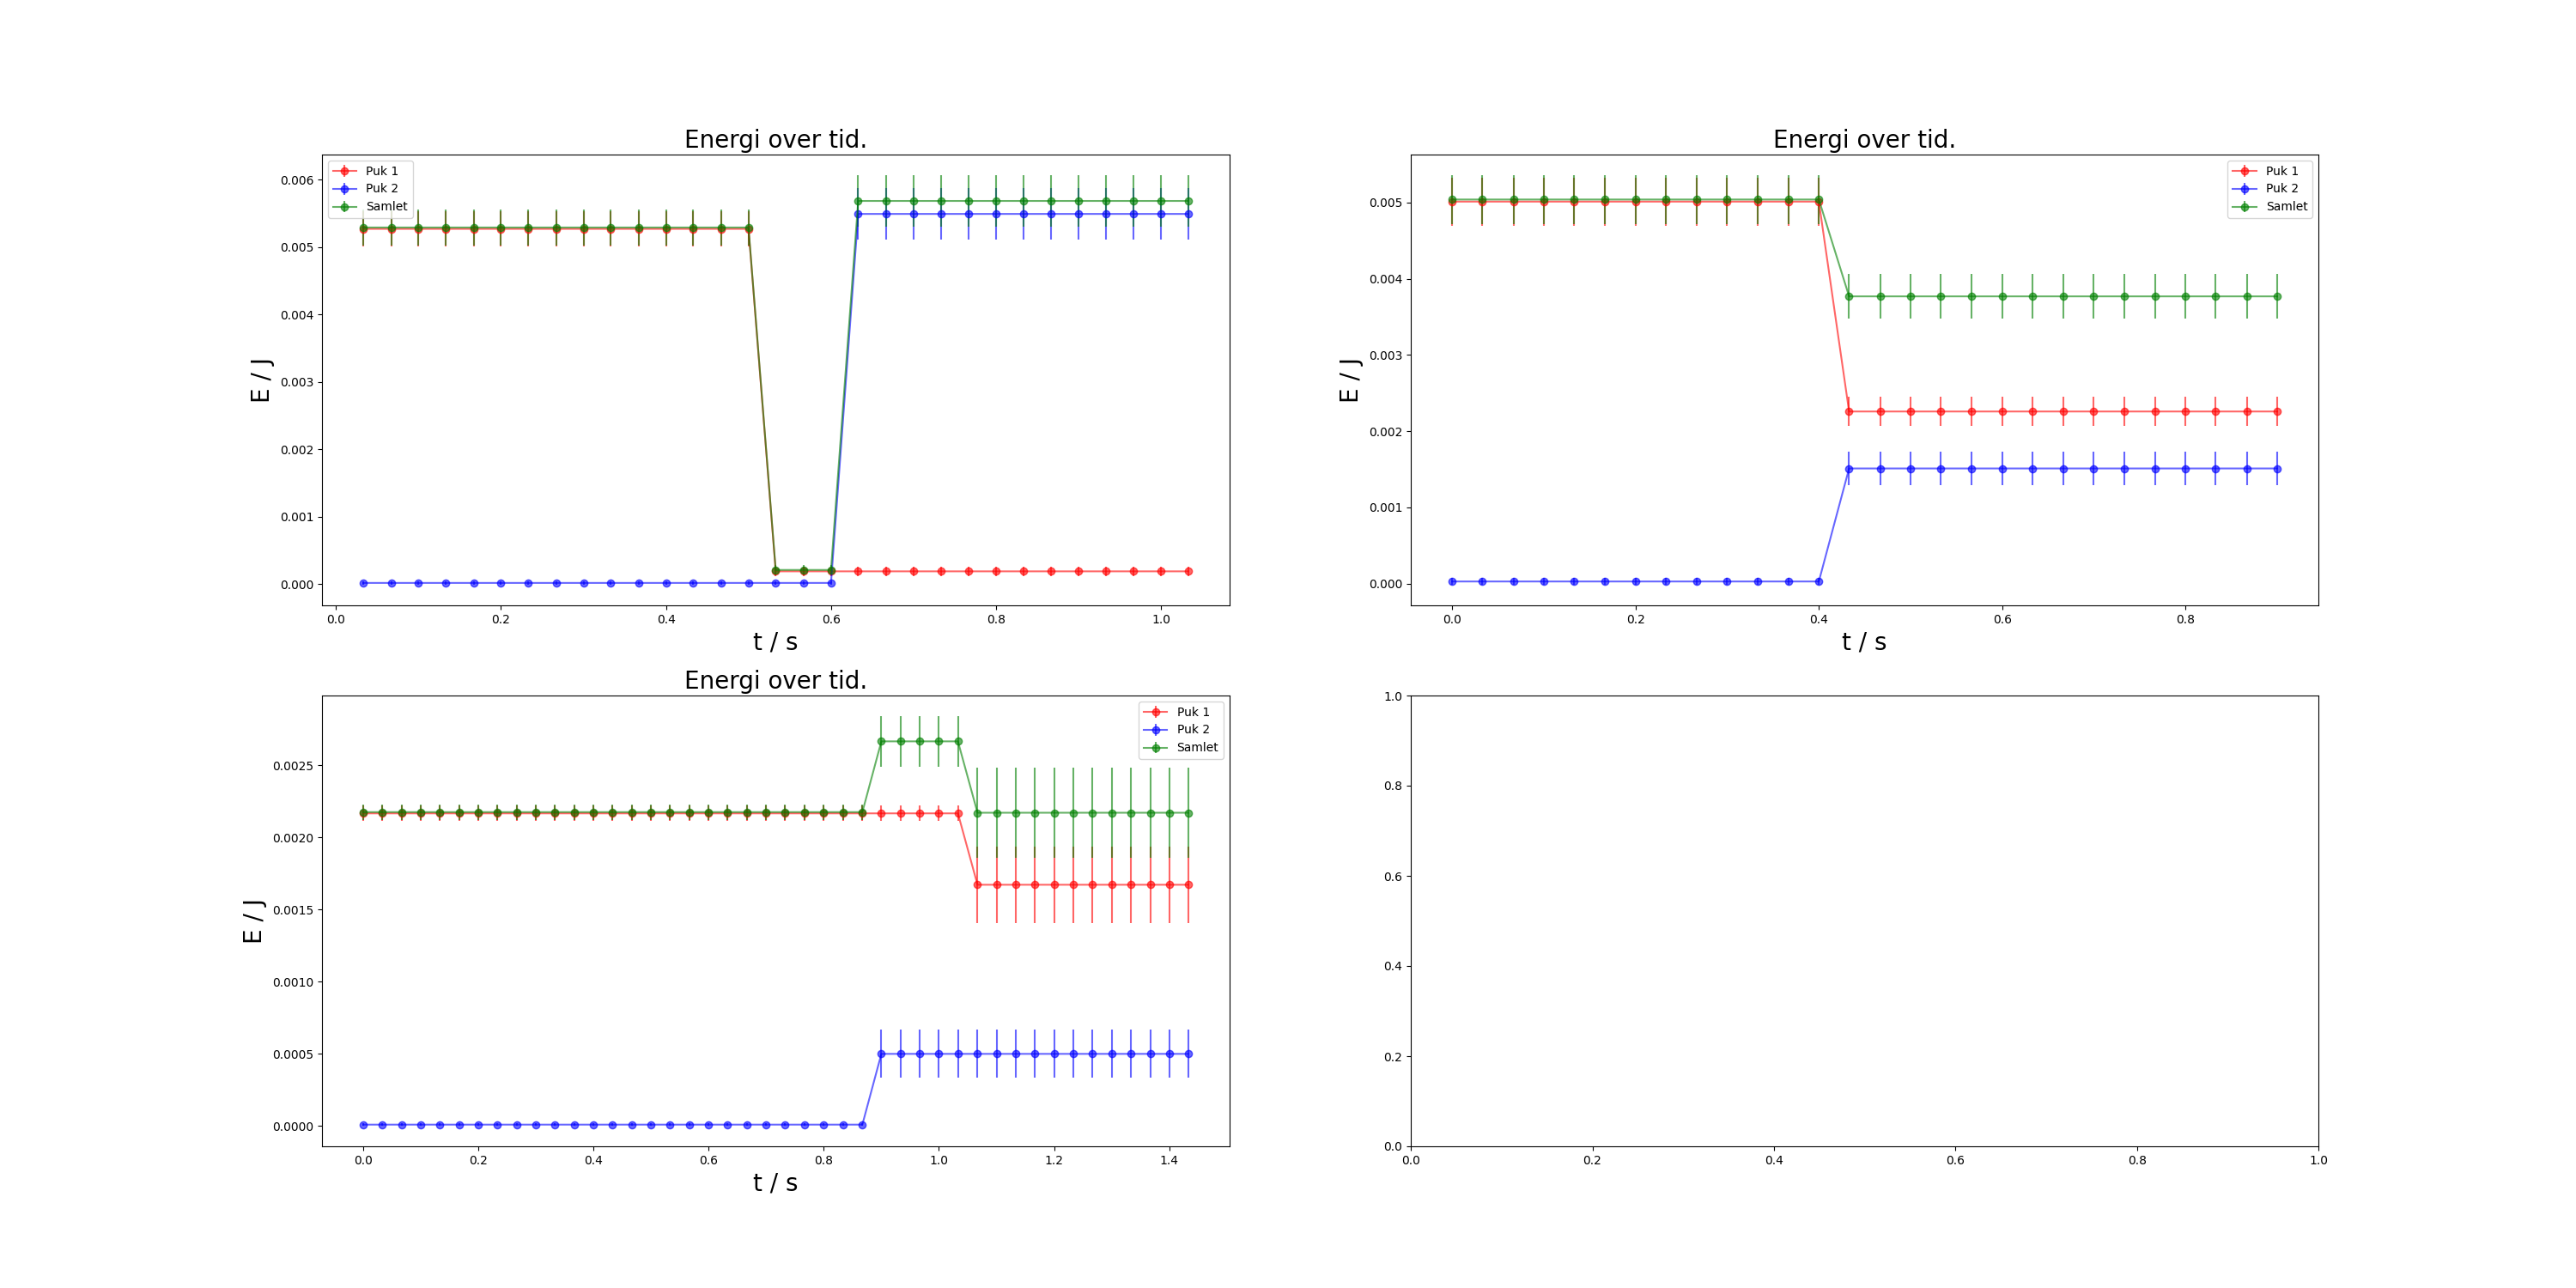 Energi over tid.
Puk 1
Puk 2
Samlet
E / J
0.006
0.005
0.004
0.003
0.002
0.001
0.000
0.0 0.2 0.4 0.6 0.8 1.0
t / s
Energi over tid.
Puk 1
Puk 2
Samlet
E / J
0.005
0.004
0.003
0.002
0.001
0.000
0.0 0.2 0.4 0.6 0.8
t / s
Energi over tid.
Puk 1
Puk 2
Samlet
E / J
0.0025
0.0020
0.0015
0.0010
0.0005
0.0000
0.0 0.2 0.4 0.6 0.8 1.0 1.2 1.4
t / s
1.0
0.8
0.6
0.4
0.2
0.0
0.0 0.2 0.4 0.6 0.8 1.0